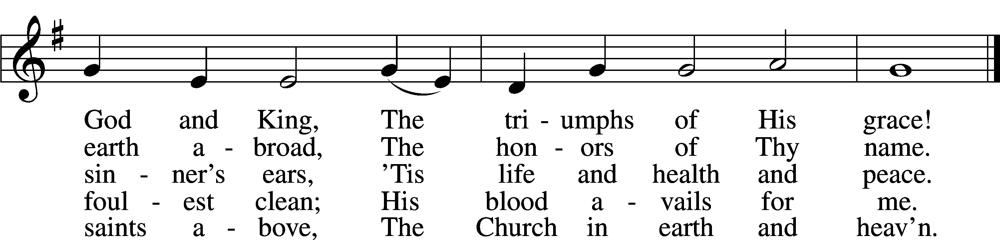 God and King, The tri - umphs of His grace!
earth a - broad, The hon - ors of Thy name.
sin - ner’s ears, ’Tis life and health and peace.
foul - est clean; His blood a - vails for me.
saints a - bove, The Church in earth and heav’n.